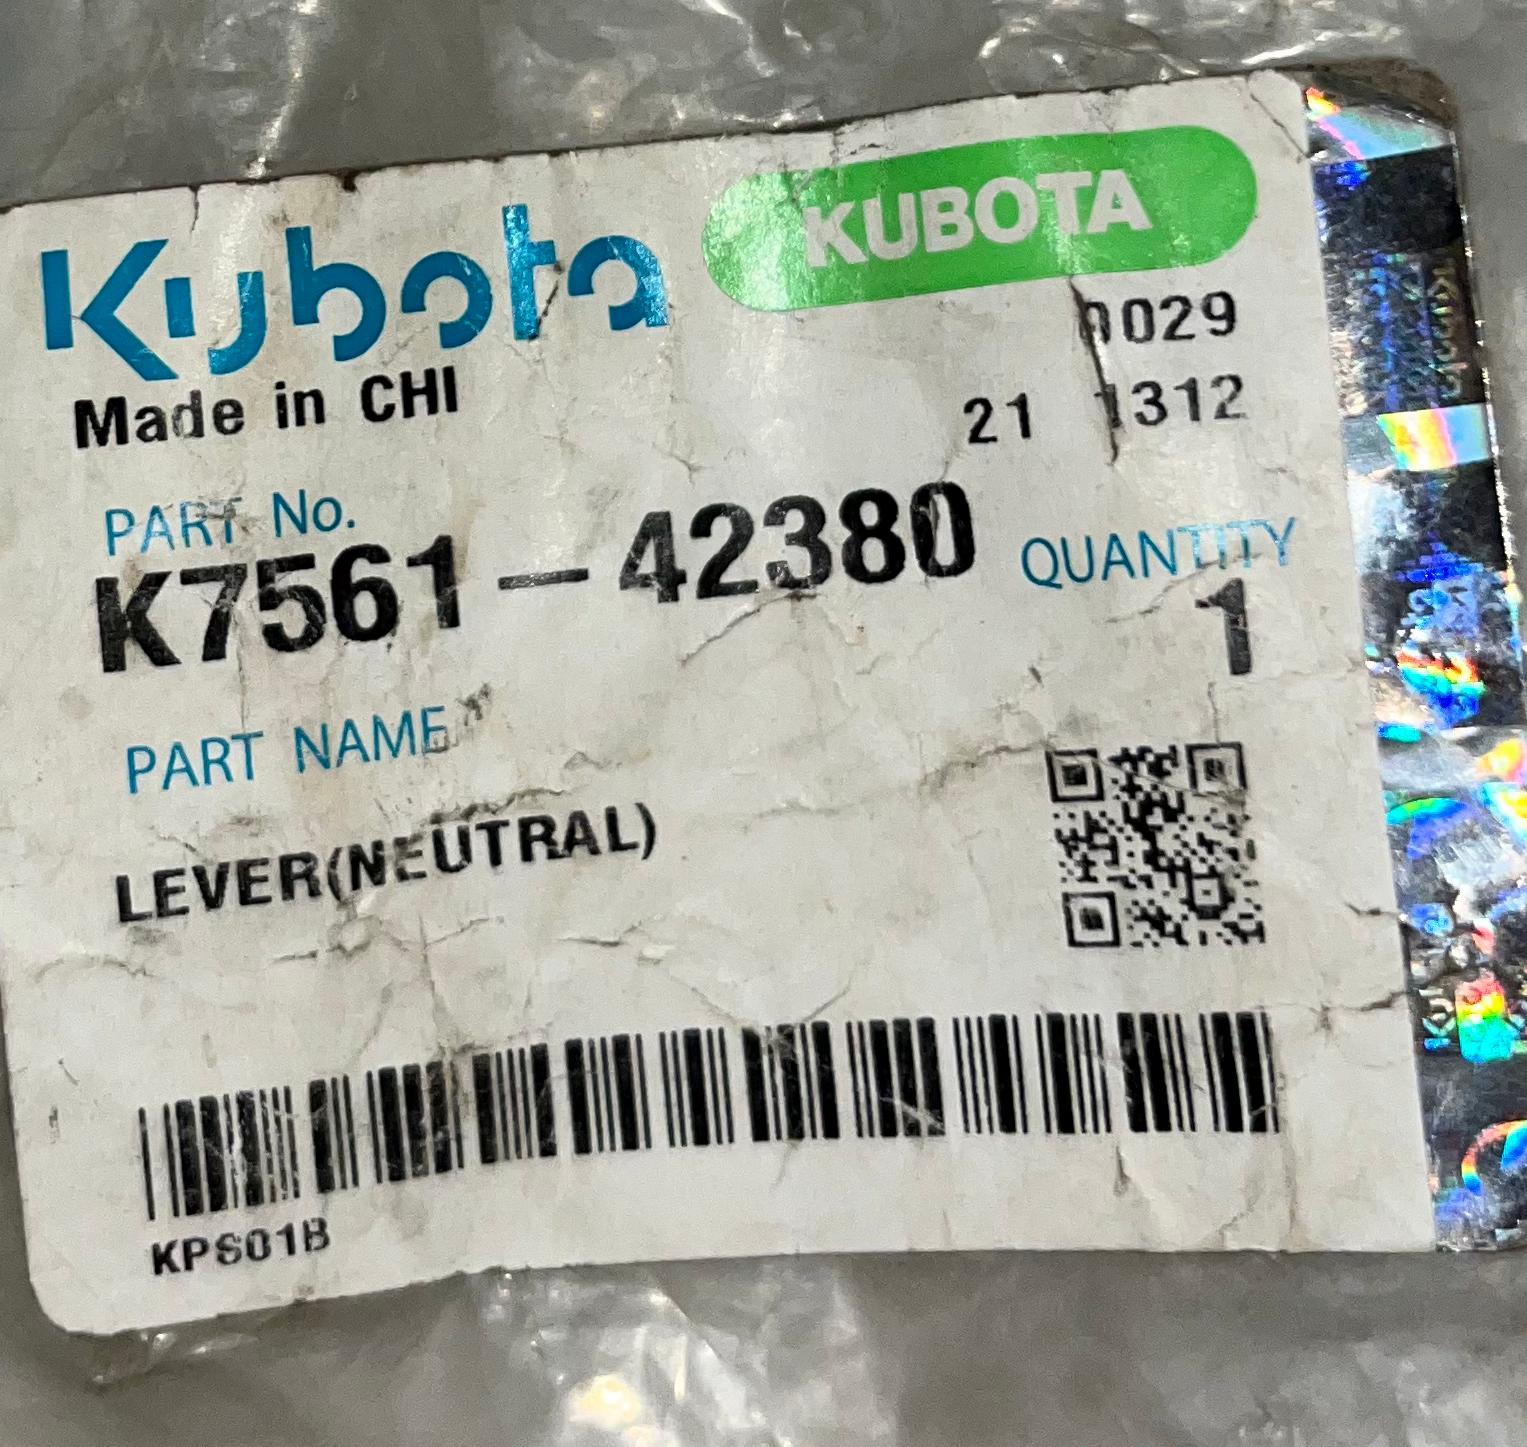 Kubota KUBOTA
0029
Made in CHI
21 1312
PART No.
K7561-42380
QUANTITY
1
PART NAME
LEVER(NEUTRAL)
KPS01B